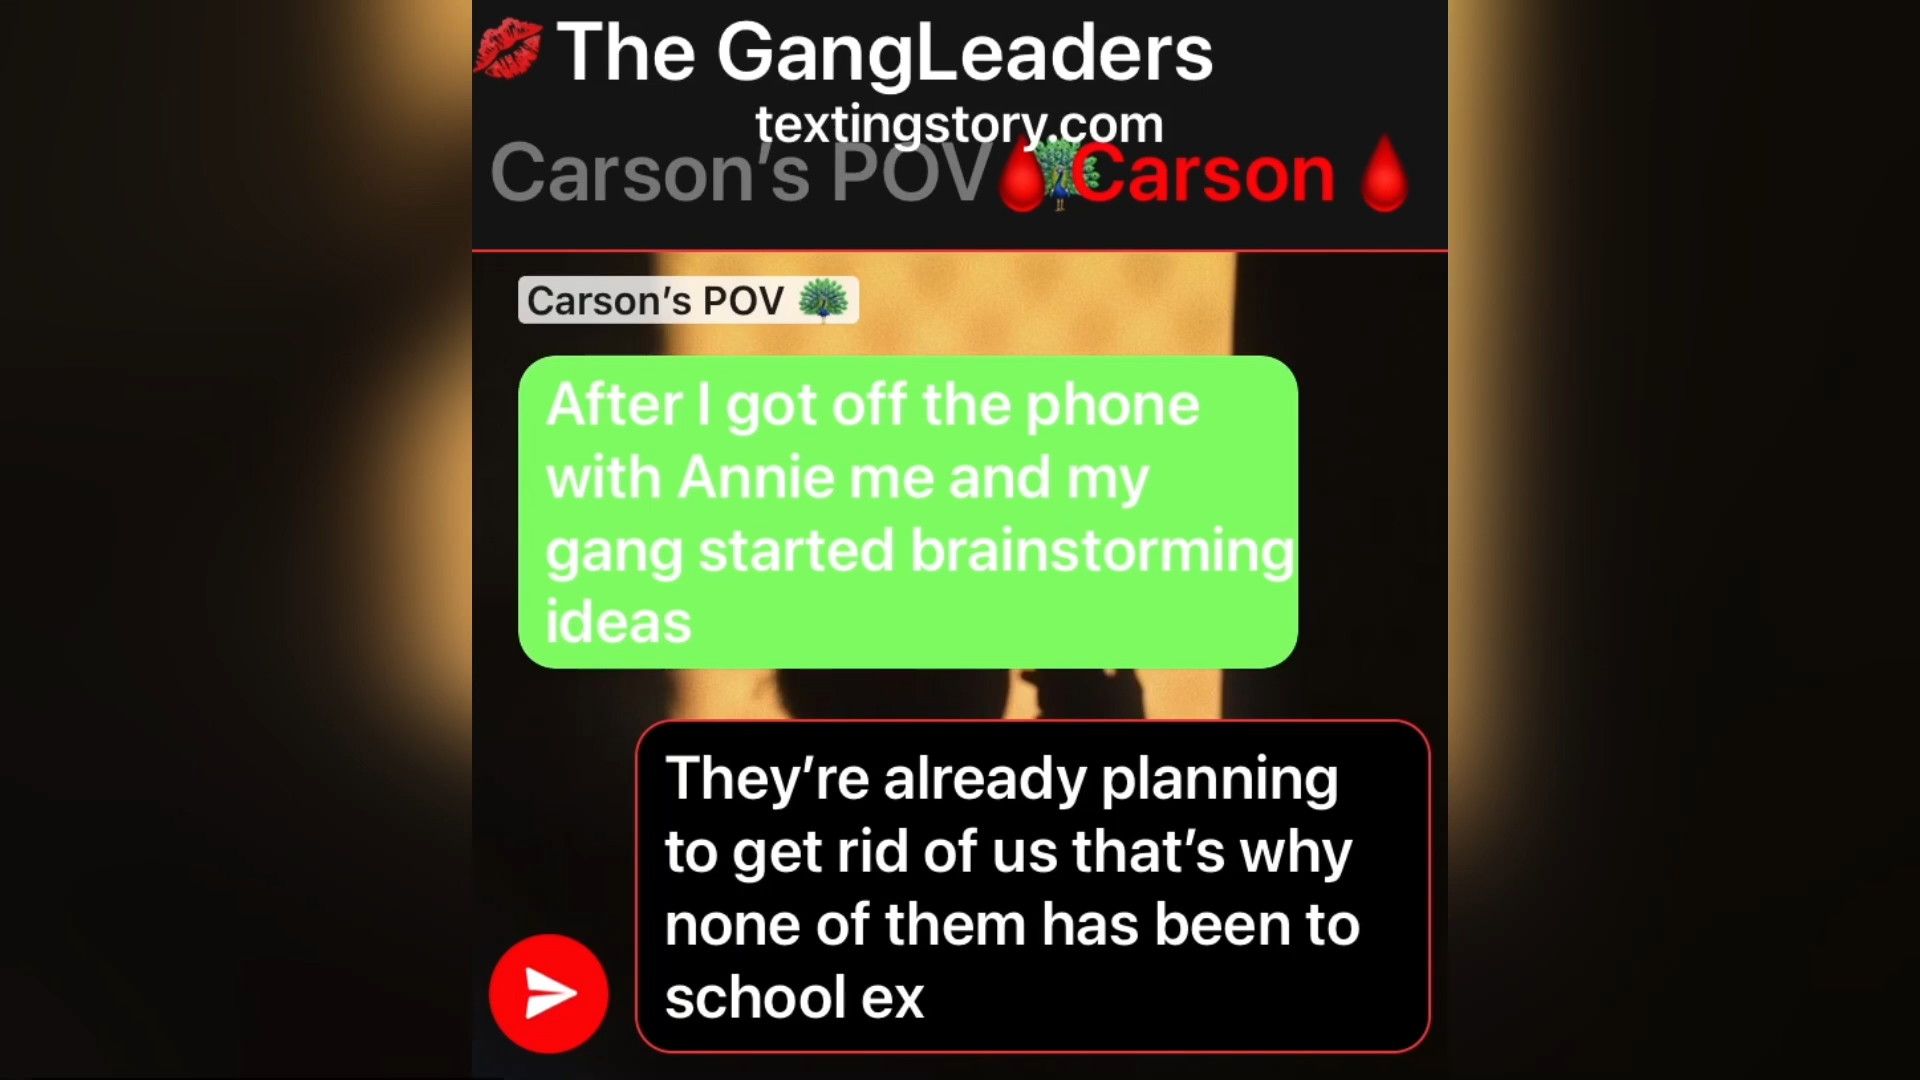 💋 The GangLeaders
textingstory.com
Carson’s POV 🦚
🩸Carson 🩸
Carson’s POV 🦚
After I got off the phone
with Annie me and my
gang started brainstorming
ideas
They’re already planning
to get rid of us that’s why
none of them has been to
school ex